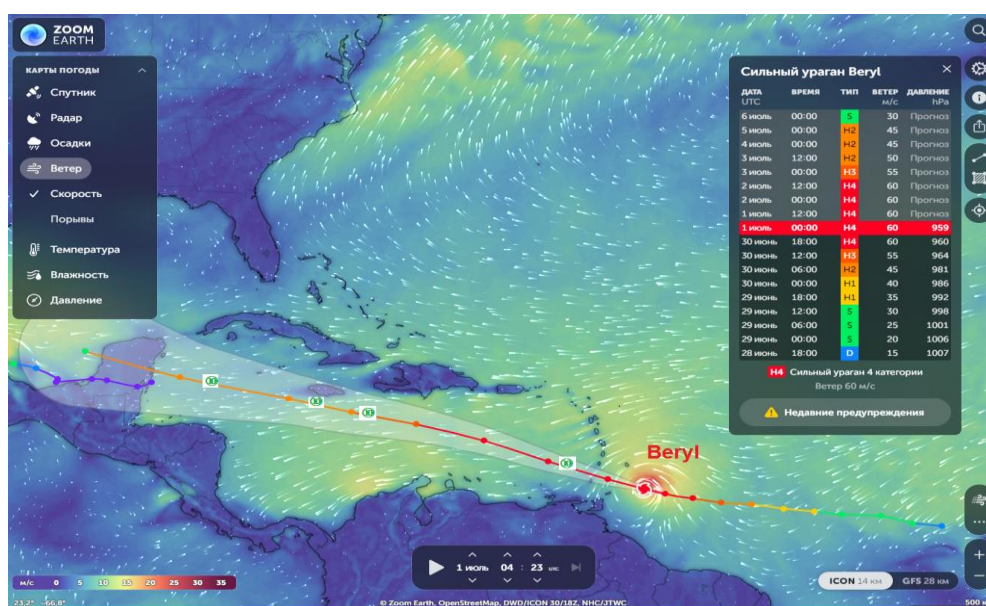 ZOOM
EARTH
КАРТЫ ПОГОДЫ
Спутник
Радар
Осадки
Ветер
Скорость
Порывы
Температура
Влажность
Давление
Сильный ураган Beryl
ДАТА ВРЕМЯ ТИП ВЕТЕР ДАВЛЕНИЕ
UTC м/с hPa
6 июль 00:00 S 30 Прогноз
5 июль 00:00 H2 45 Прогноз
4 июль 00:00 H2 45 Прогноз
3 июль 12:00 H2 50 Прогноз
3 июль 00:00 H3 55 Прогноз
2 июль 12:00 H4 60 Прогноз
2 июль 00:00 H4 60 Прогноз
1 июль 12:00 H4 60 Прогноз
1 июль 00:00 H4 60 959
30 июнь 18:00 H4 60 960
30 июнь 12:00 H3 55 964
30 июнь 06:00 H2 45 981
30 июнь 00:00 H1 40 986
29 июнь 18:00 H1 35 992
29 июнь 12:00 S 30 998
29 июнь 06:00 S 25 1001
29 июнь 00:00 S 20 1006
28 июнь 18:00 D 15 1007
H4 Сильный ураган 4 категории
Ветер 60 м/с
Недавние предупреждения
Beryl
1 июль 04 : 23
м/с 0 5 10 15 20 25 30 35
ICON 14 км GFS 28 км
23,2° -66,8°
© Zoom Earth, OpenStreetMap, DWD/ICON 30/18Z, NHC/JTWC
500 к